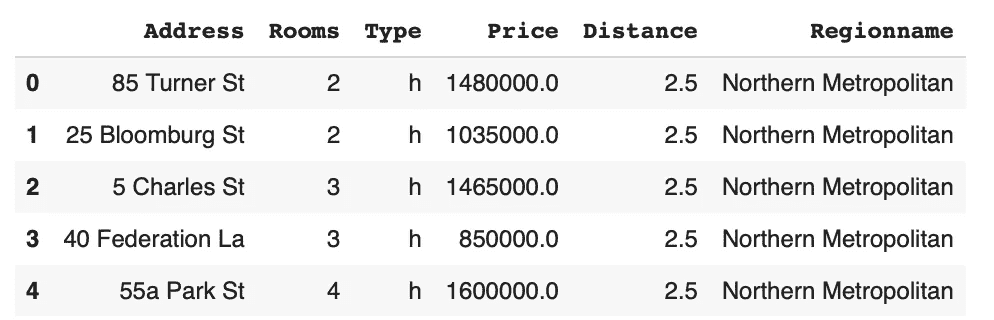 Address Rooms Type Price Distance Regionname
0 85 Turner St 2 h 1480000.0 2.5 Northern Metropolitan
1 25 Bloomburg St 2 h 1035000.0 2.5 Northern Metropolitan
2 5 Charles St 3 h 1465000.0 2.5 Northern Metropolitan
3 40 Federation La 3 h 850000.0 2.5 Northern Metropolitan
4 55a Park St 4 h 1600000.0 2.5 Northern Metropolitan